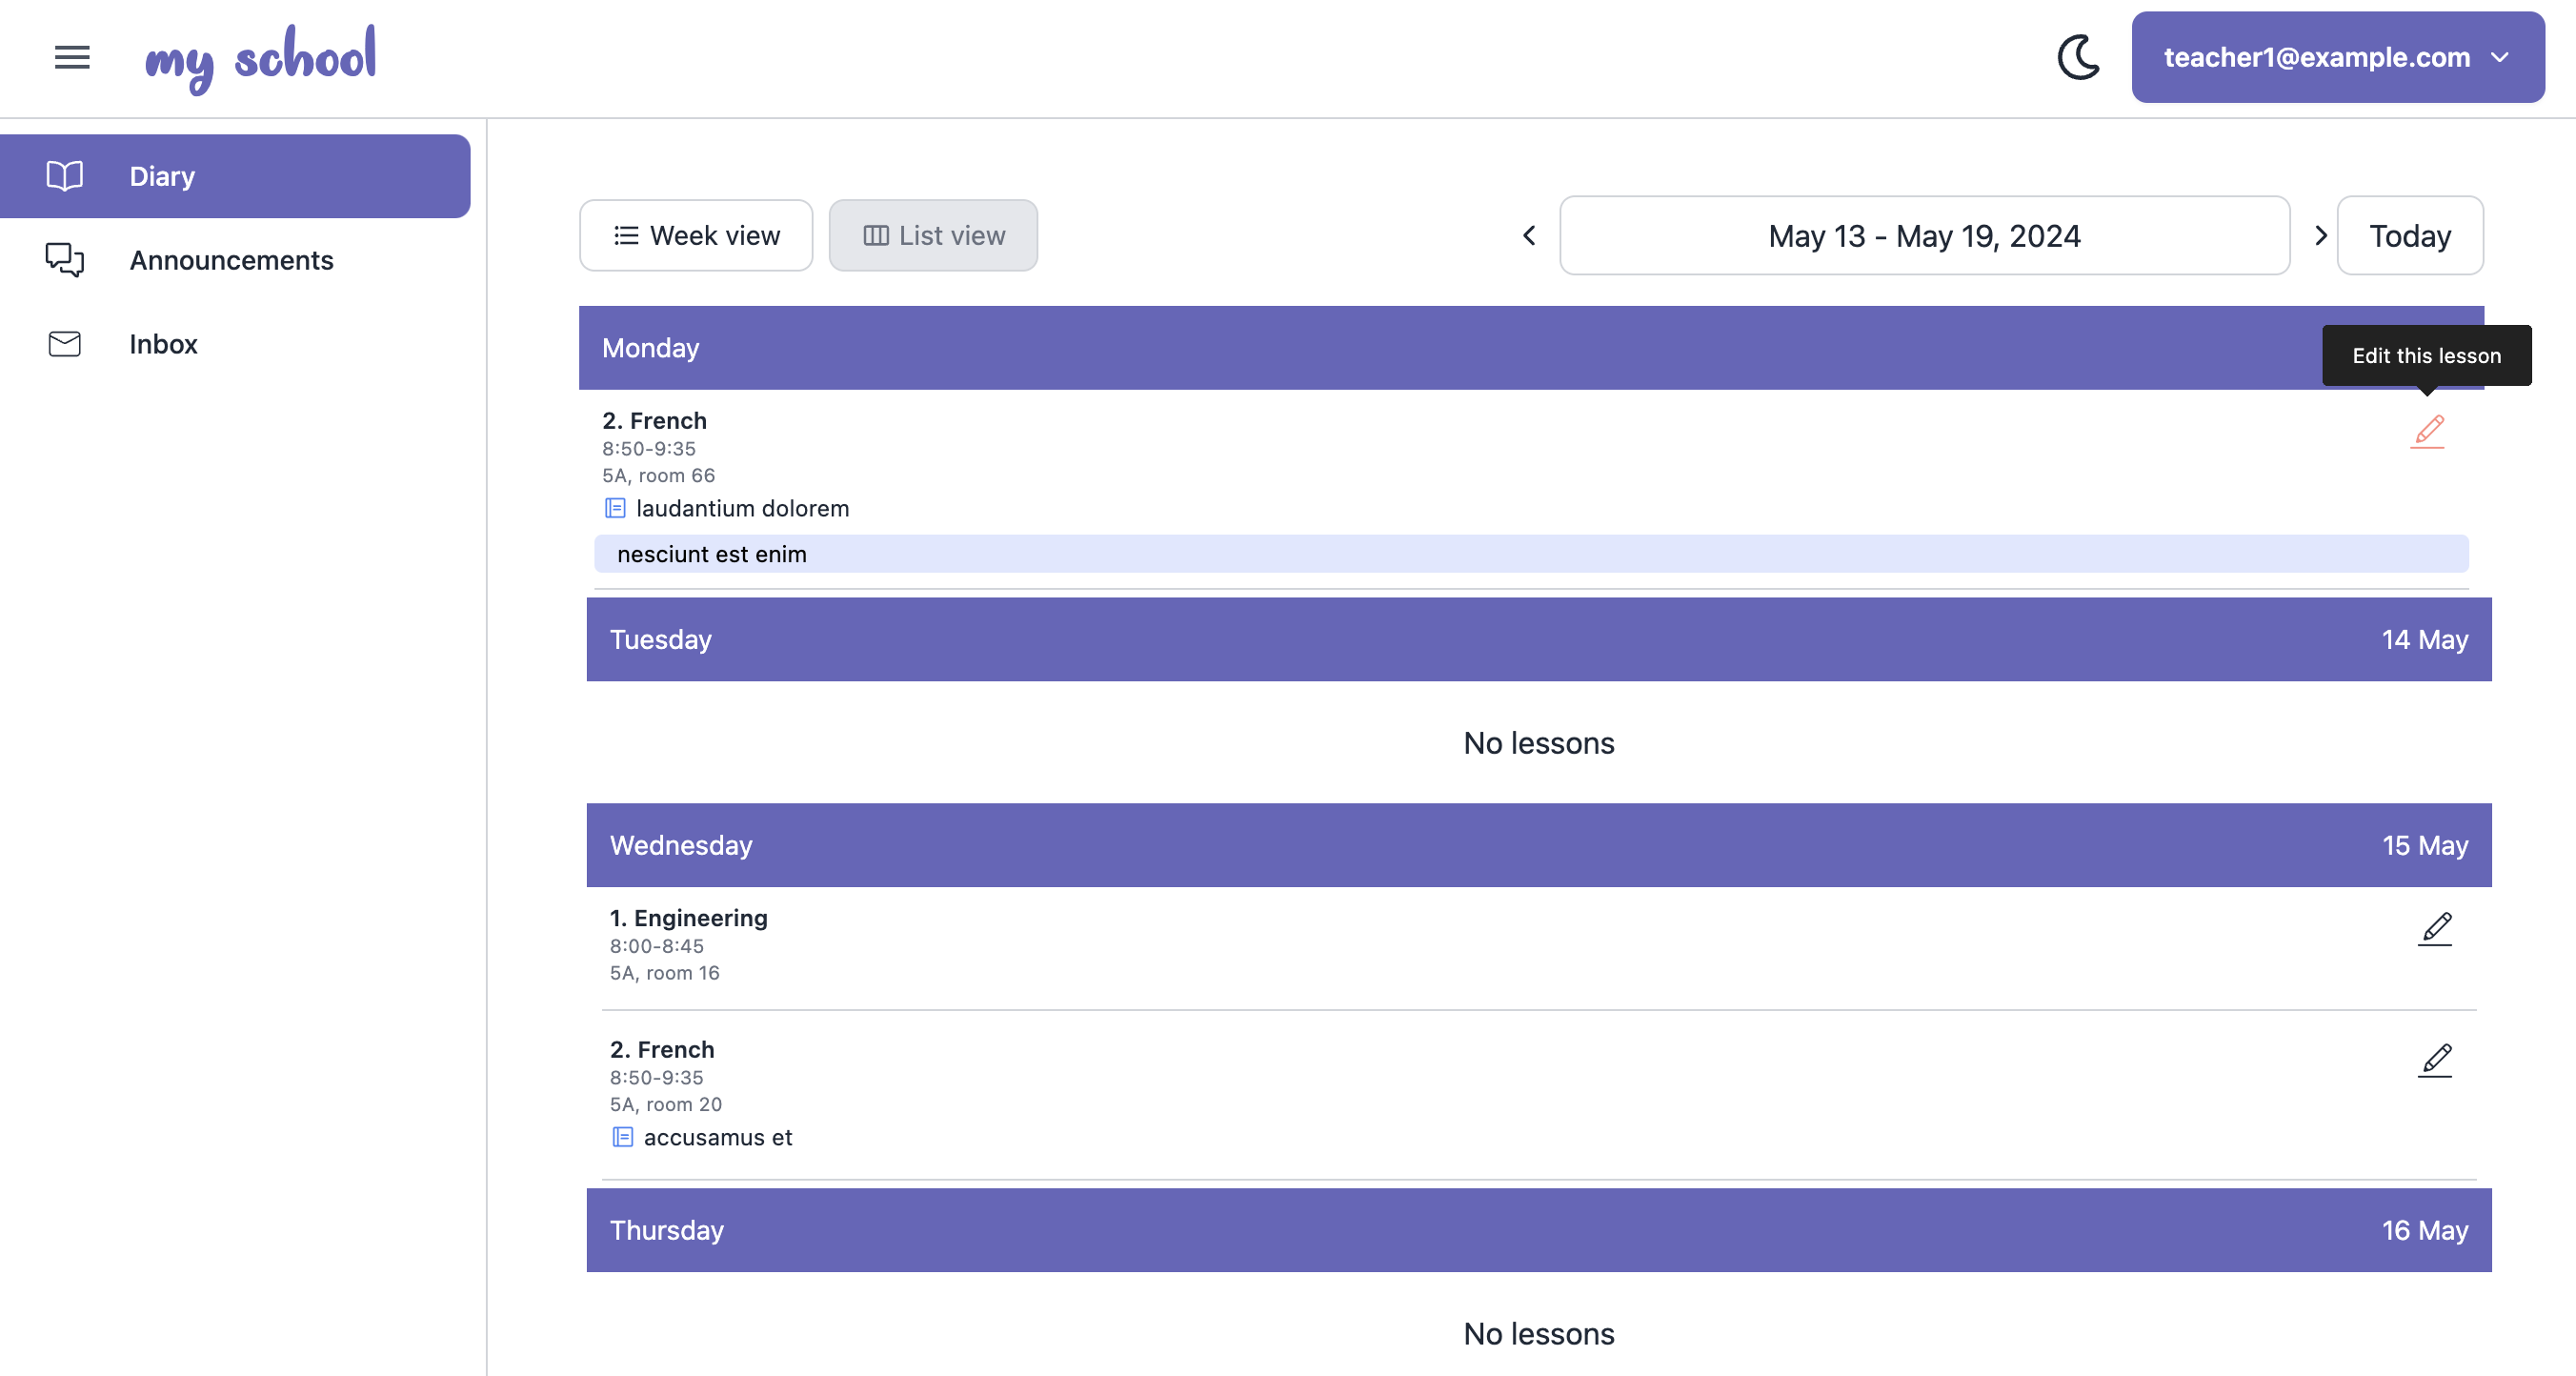 my school
teacher1@example.com
Diary
Announcements
Inbox
Week view
List view
May 13 - May 19, 2024
Today
Monday
Edit this lesson
2. French
8:50-9:35
5A, room 66
laudantium dolorem
nesciunt est enim
Tuesday
14 May
No lessons
Wednesday
15 May
1. Engineering
8:00-8:45
5A, room 16
2. French
8:50-9:35
5A, room 20
accusamus et
Thursday
16 May
No lessons